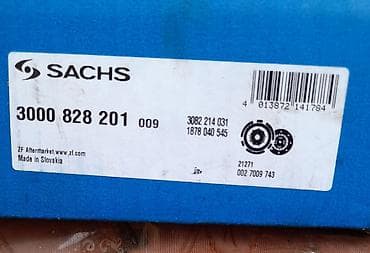 SACHS
4 013872 141784
3000 828 201 009
3082 214 031
1878 040 545
ZF Aftermarket.www.zf.com
Made in Slovakia
21271
002 7009 743